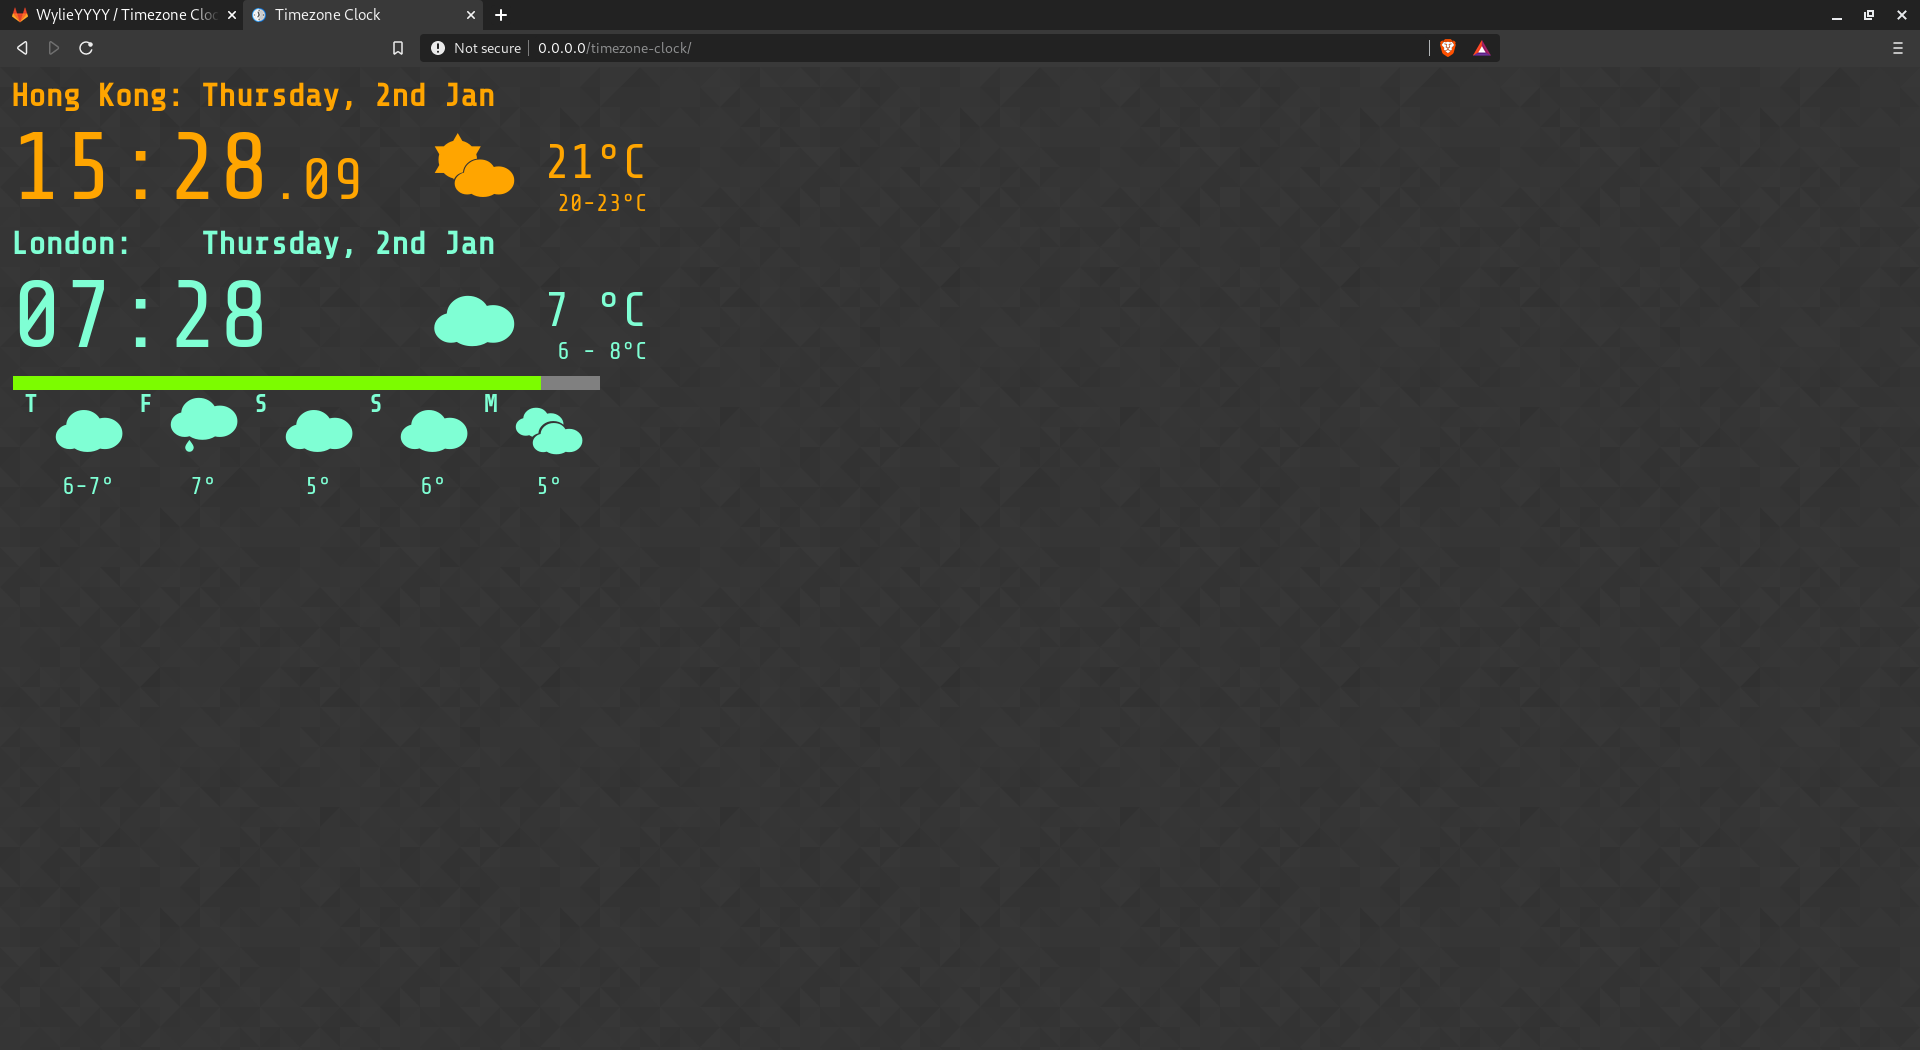 WylieYYYY / Timezone Cloc
Timezone Clock
Not secure
0.0.0.0/timezone-clock/
Hong Kong: Thursday, 2nd Jan
15:28.09
21°C
20-23°C
London: Thursday, 2nd Jan
07:28
7 °C
6 - 8°C
T F S S M
6-7° 7° 5° 6° 5°